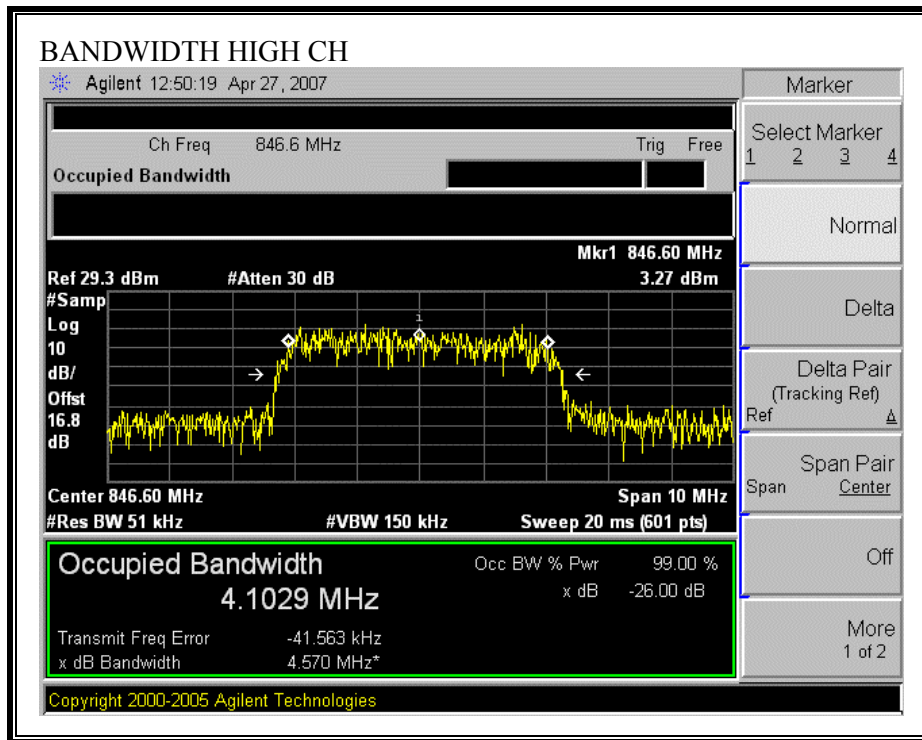 BANDWIDTH HIGH CH
Agilent 12:50:19 Apr 27, 2007
Marker
Ch Freq 846.6 MHz Trig Free
Occupied Bandwidth
Select Marker
1 2 3 4
Normal
Mkr1 846.60 MHz
Ref 29.3 dBm #Atten 30 dB 3.27 dBm
#Samp
Log
10
dB/
Offst
16.8
dB
1
Delta
Delta Pair
(Tracking Ref)
Ref Δ
Span Pair
Span Center
Center 846.60 MHz Span 10 MHz
#Res BW 51 kHz #VBW 150 kHz Sweep 20 ms (601 pts)
Occupied Bandwidth Occ BW % Pwr 99.00 %
4.1029 MHz x dB -26.00 dB
Transmit Freq Error -41.563 kHz
x dB Bandwidth 4.570 MHz*
Off
More
1 of 2
Copyright 2000-2005 Agilent Technologies